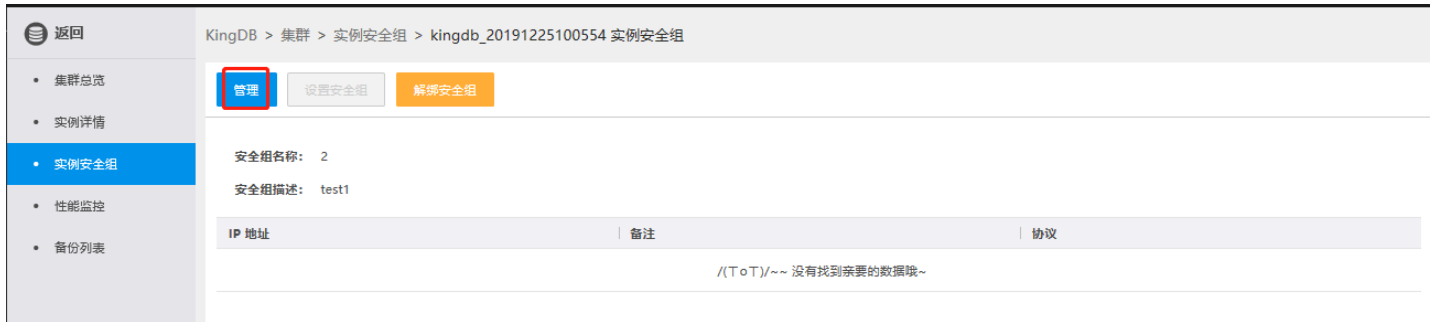 返回
KingDB > 集群 > 实例安全组 > kingdb_20191225100554 实例安全组
集群总览
实例详情
实例安全组
性能监控
备份列表
管理 设置安全组 解绑安全组
安全组名称: 2
安全组描述: test1
IP 地址 备注 协议
/(ㄒoㄒ)/~~ 没有找到亲要的数据哦~